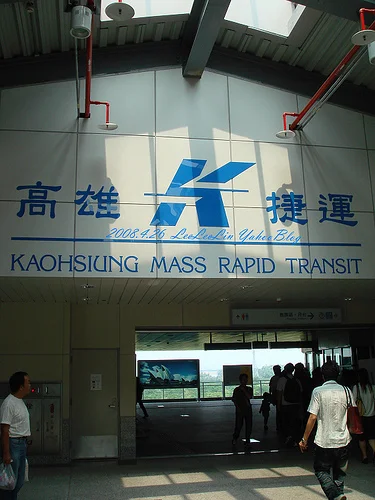 高雄 K 捷運
2008.4.26 LeeLeeLin Yahoo Blog
KAOHSIUNG MASS RAPID TRANSIT